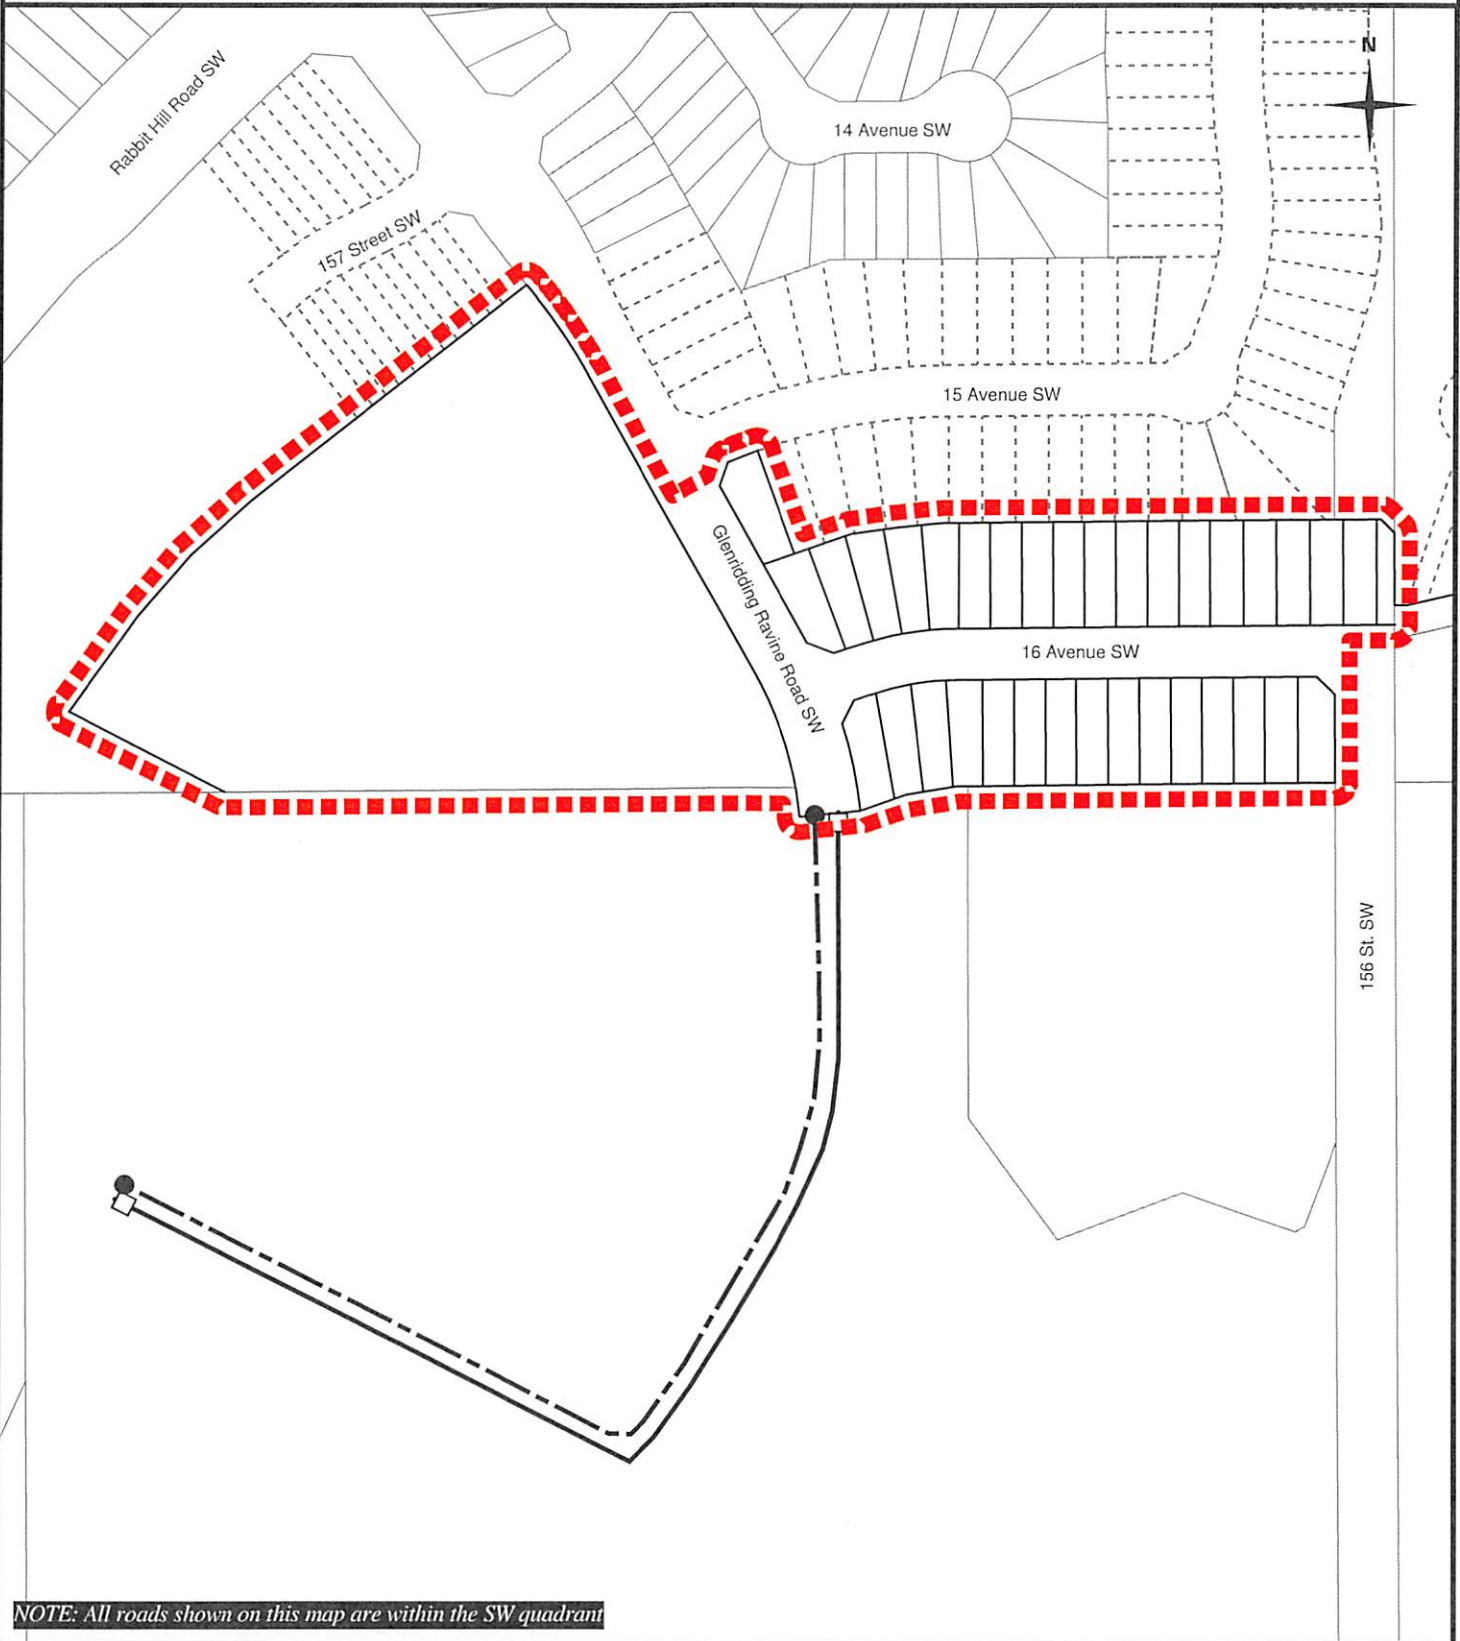 N
Rabbit Hill Road SW
14 Avenue SW
157 Street SW
15 Avenue SW
Glenridding Ravine Road SW
16 Avenue SW
156 St. SW
NOTE: All roads shown on this map are within the SW quadrant